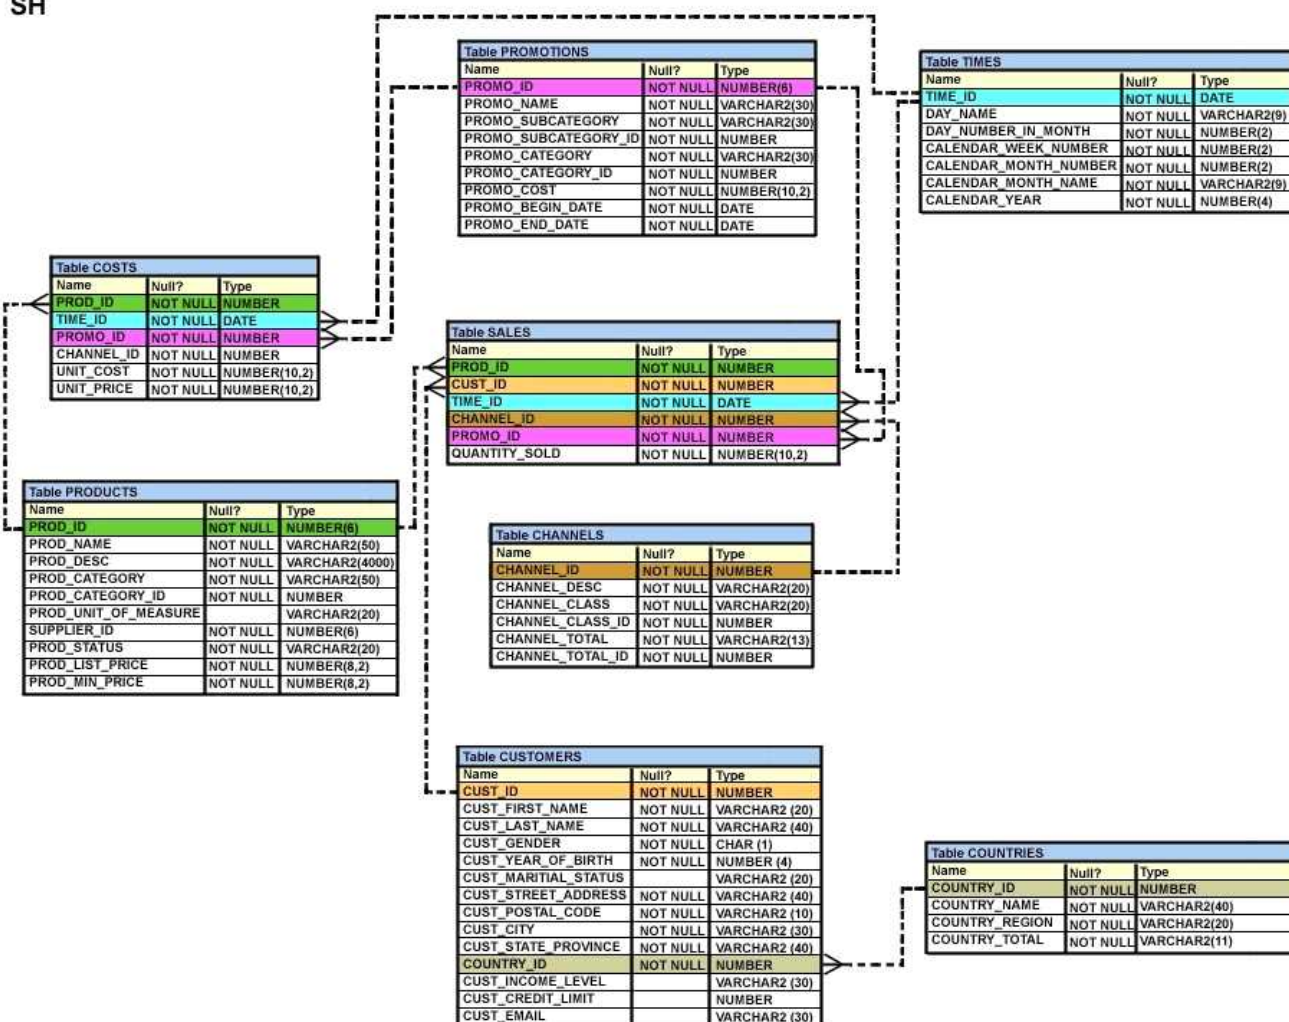 SH
Table PROMOTIONS
Name Null? Type
PROMO_ID NOT NULL NUMBER(6)
PROMO_NAME NOT NULL VARCHAR2(30)
PROMO_SUBCATEGORY NOT NULL VARCHAR2(30)
PROMO_SUBCATEGORY_ID NOT NULL NUMBER
PROMO_CATEGORY NOT NULL VARCHAR2(30)
PROMO_CATEGORY_ID NOT NULL NUMBER
PROMO_COST NOT NULL NUMBER(10,2)
PROMO_BEGIN_DATE NOT NULL DATE
PROMO_END_DATE NOT NULL DATE
Table TIMES
Name Null? Type
TIME_ID NOT NULL DATE
DAY_NAME NOT NULL VARCHAR2(9)
DAY_NUMBER_IN_MONTH NOT NULL NUMBER(2)
CALENDAR_WEEK_NUMBER NOT NULL NUMBER(2)
CALENDAR_MONTH_NUMBER NOT NULL NUMBER(2)
CALENDAR_MONTH_NAME NOT NULL VARCHAR2(9)
CALENDAR_YEAR NOT NULL NUMBER(4)
Table COSTS
Name Null? Type
PROD_ID NOT NULL NUMBER
TIME_ID NOT NULL DATE
PROMO_ID NOT NULL NUMBER
CHANNEL_ID NOT NULL NUMBER
UNIT_COST NOT NULL NUMBER(10,2)
UNIT_PRICE NOT NULL NUMBER(10,2)
Table SALES
Name Null? Type
PROD_ID NOT NULL NUMBER
CUST_ID NOT NULL NUMBER
TIME_ID NOT NULL DATE
CHANNEL_ID NOT NULL NUMBER
PROMO_ID NOT NULL NUMBER
QUANTITY_SOLD NOT NULL NUMBER(10,2)
Table PRODUCTS
Name Null? Type
PROD_ID NOT NULL NUMBER(6)
PROD_NAME NOT NULL VARCHAR2(50)
PROD_DESC NOT NULL VARCHAR2(4000)
PROD_CATEGORY NOT NULL VARCHAR2(50)
PROD_CATEGORY_ID NOT NULL NUMBER
PROD_UNIT_OF_MEASURE VARCHAR2(20)
SUPPLIER_ID NOT NULL NUMBER(6)
PROD_STATUS NOT NULL VARCHAR2(20)
PROD_LIST_PRICE NOT NULL NUMBER(8,2)
PROD_MIN_PRICE NOT NULL NUMBER(8,2)
Table CHANNELS
Name Null? Type
CHANNEL_ID NOT NULL NUMBER
CHANNEL_DESC NOT NULL VARCHAR2(20)
CHANNEL_CLASS NOT NULL VARCHAR2(20)
CHANNEL_CLASS_ID NOT NULL NUMBER
CHANNEL_TOTAL NOT NULL VARCHAR2(13)
CHANNEL_TOTAL_ID NOT NULL NUMBER
Table CUSTOMERS
Name Null? Type
CUST_ID NOT NULL NUMBER
CUST_FIRST_NAME NOT NULL VARCHAR2 (20)
CUST_LAST_NAME NOT NULL VARCHAR2 (40)
CUST_GENDER NOT NULL CHAR (1)
CUST_YEAR_OF_BIRTH NOT NULL NUMBER (4)
CUST_MARITIAL_STATUS VARCHAR2 (20)
CUST_STREET_ADDRESS NOT NULL VARCHAR2 (40)
CUST_POSTAL_CODE NOT NULL VARCHAR2 (10)
CUST_CITY NOT NULL VARCHAR2 (30)
CUST_STATE_PROVINCE NOT NULL VARCHAR2 (40)
COUNTRY_ID NOT NULL NUMBER
CUST_INCOME_LEVEL VARCHAR2 (30)
CUST_CREDIT_LIMIT NUMBER
CUST_EMAIL VARCHAR2 (30)
Table COUNTRIES
Name Null? Type
COUNTRY_ID NOT NULL NUMBER
COUNTRY_NAME NOT NULL VARCHAR2(40)
COUNTRY_REGION NOT NULL VARCHAR2(20)
COUNTRY_TOTAL NOT NULL VARCHAR2(11)